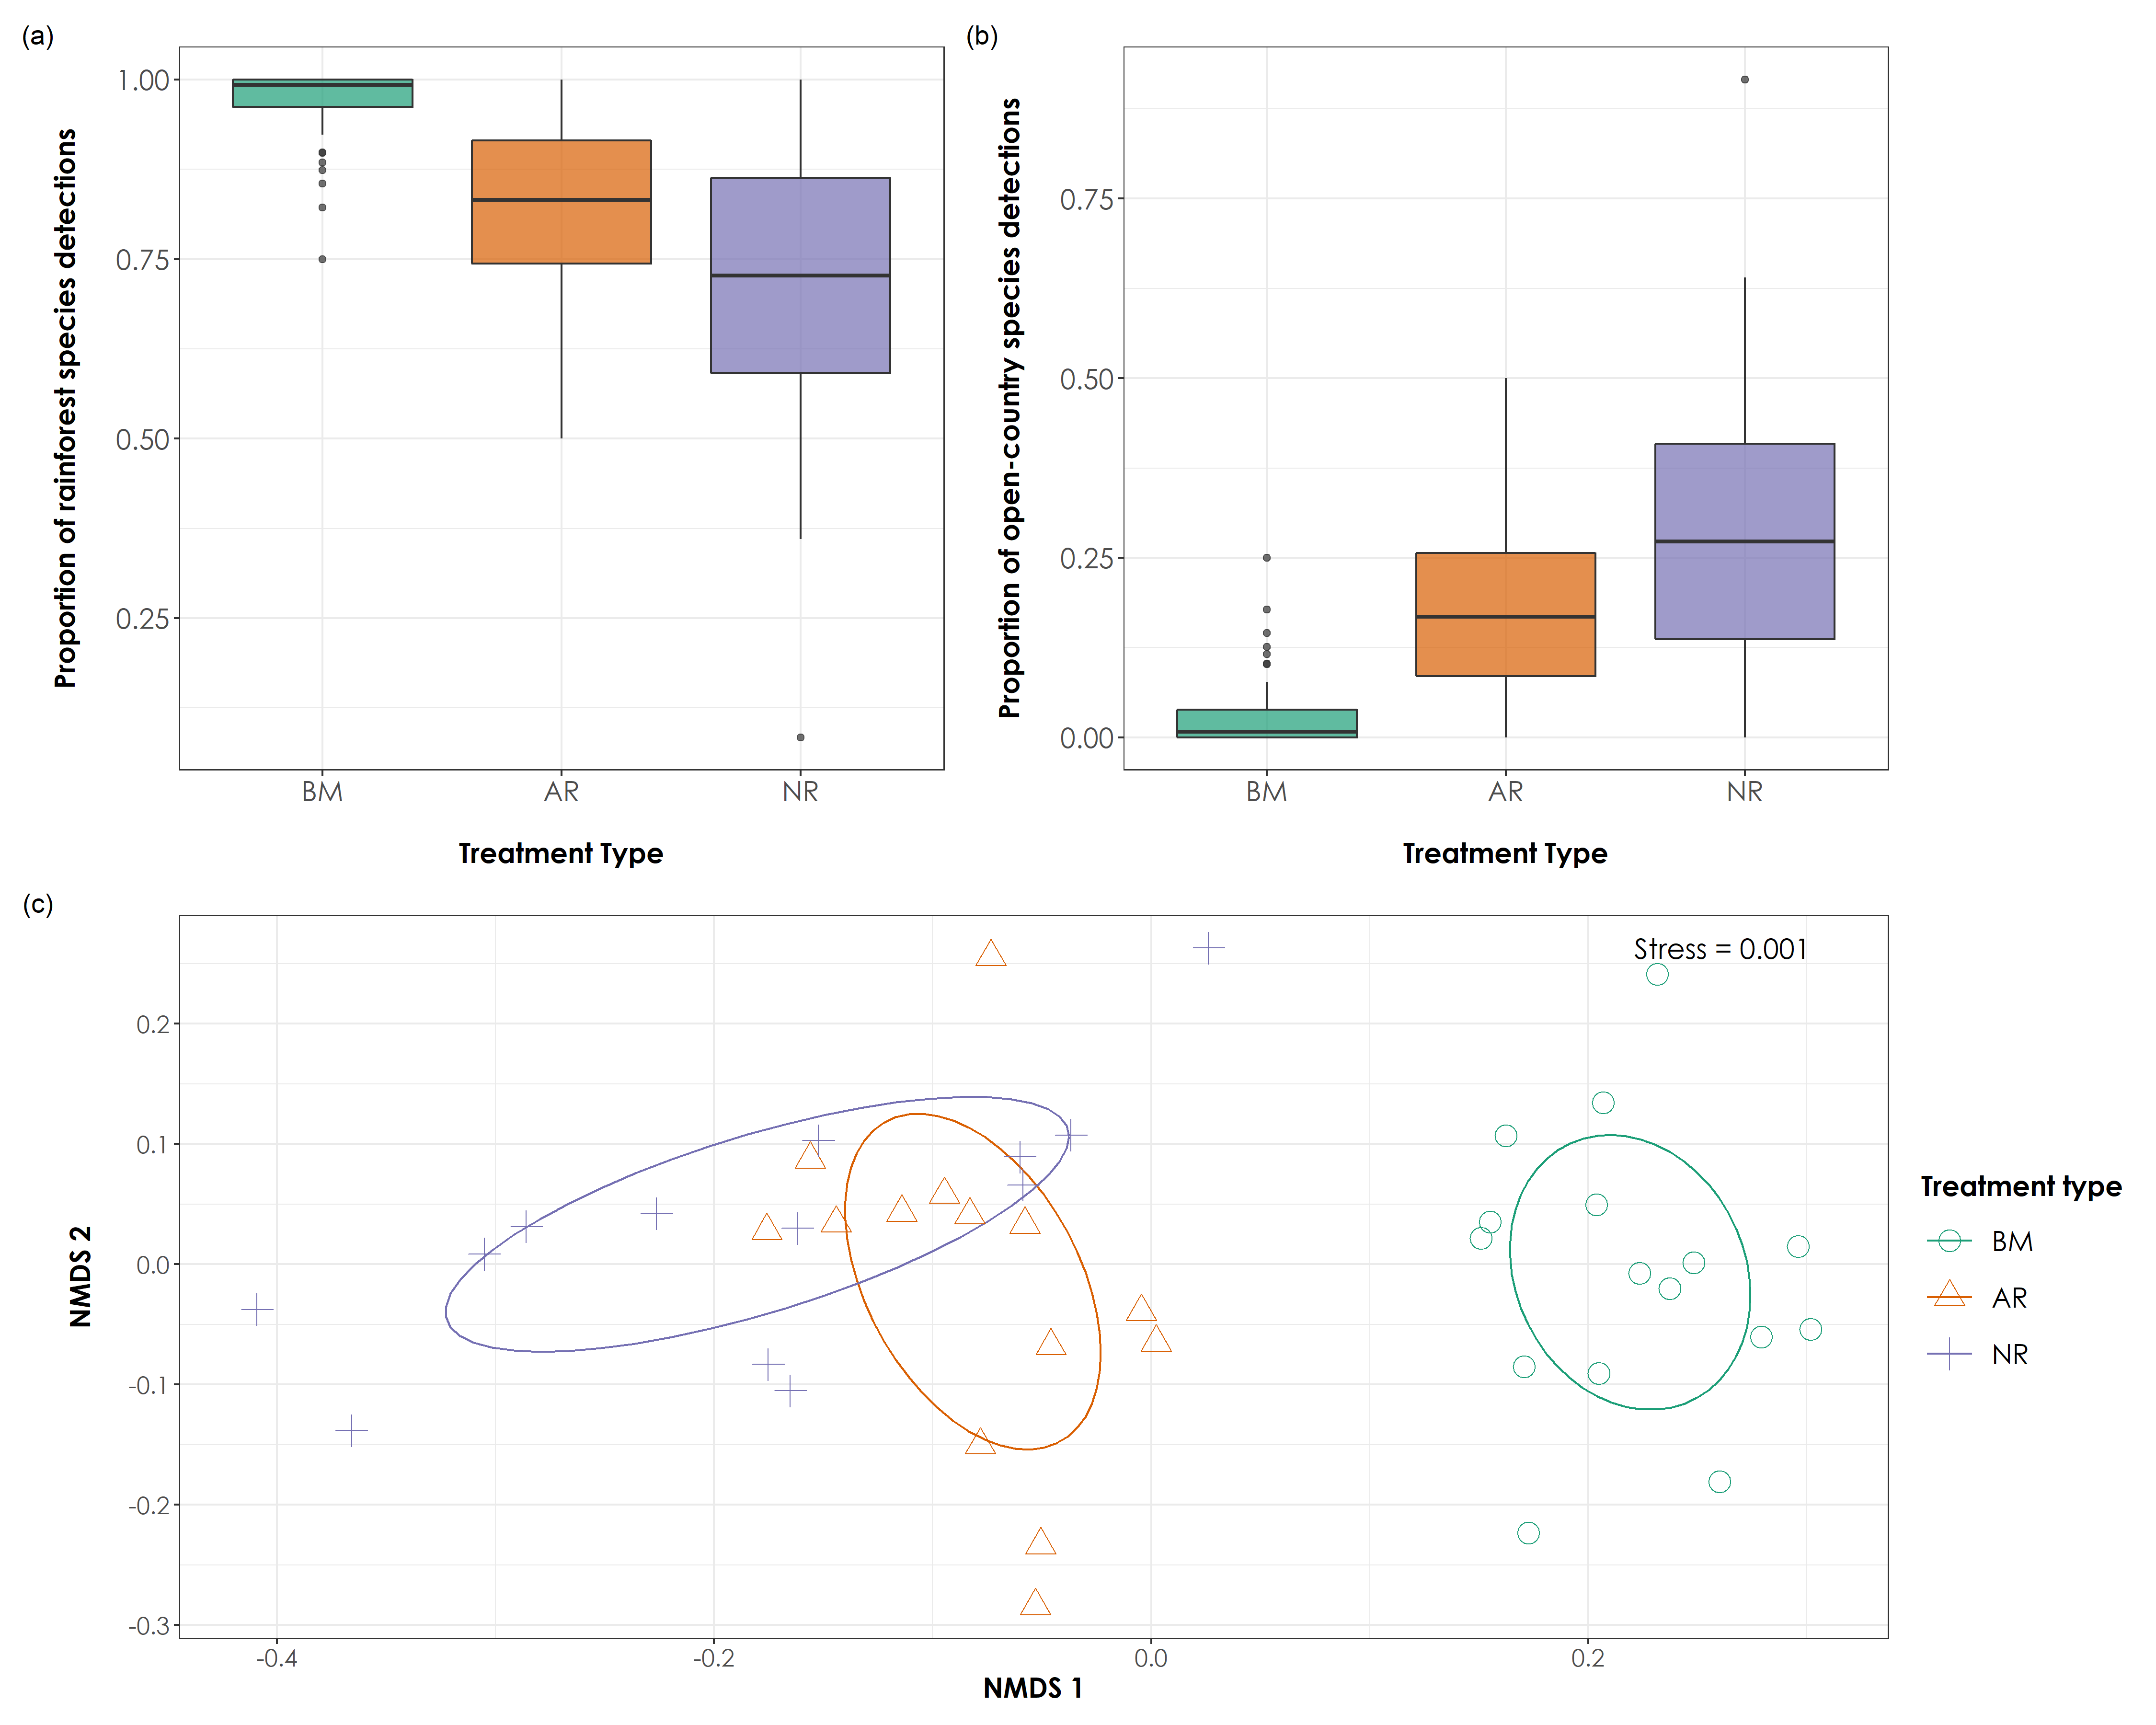 (a)
Proportion of rainforest species detections
1.00
0.75
0.50
0.25
BM AR NR
Treatment Type
(b)
Proportion of open-country species detections
0.75
0.50
0.25
0.00
BM AR NR
Treatment Type
(c)
Stress = 0.001
NMDS 2
0.2
0.1
0.0
-0.1
-0.2
-0.3
-0.4 -0.2 0.0 0.2
NMDS 1
Treatment type
BM
AR
NR